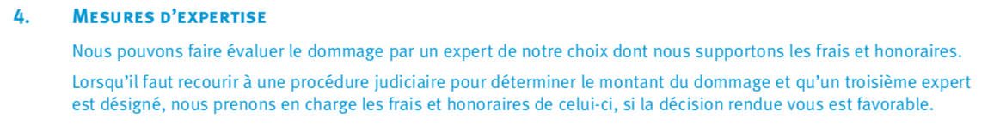 4. MESURES D’EXPERTISE
Nous pouvons faire évaluer le dommage par un expert de notre choix dont nous supportons les frais et honoraires.
Lorsqu’il faut recourir à une procédure judiciaire pour déterminer le montant du dommage et qu’un troisième expert
est désigné, nous prenons en charge les frais et honoraires de celui-ci, si la décision rendue vous est favorable.